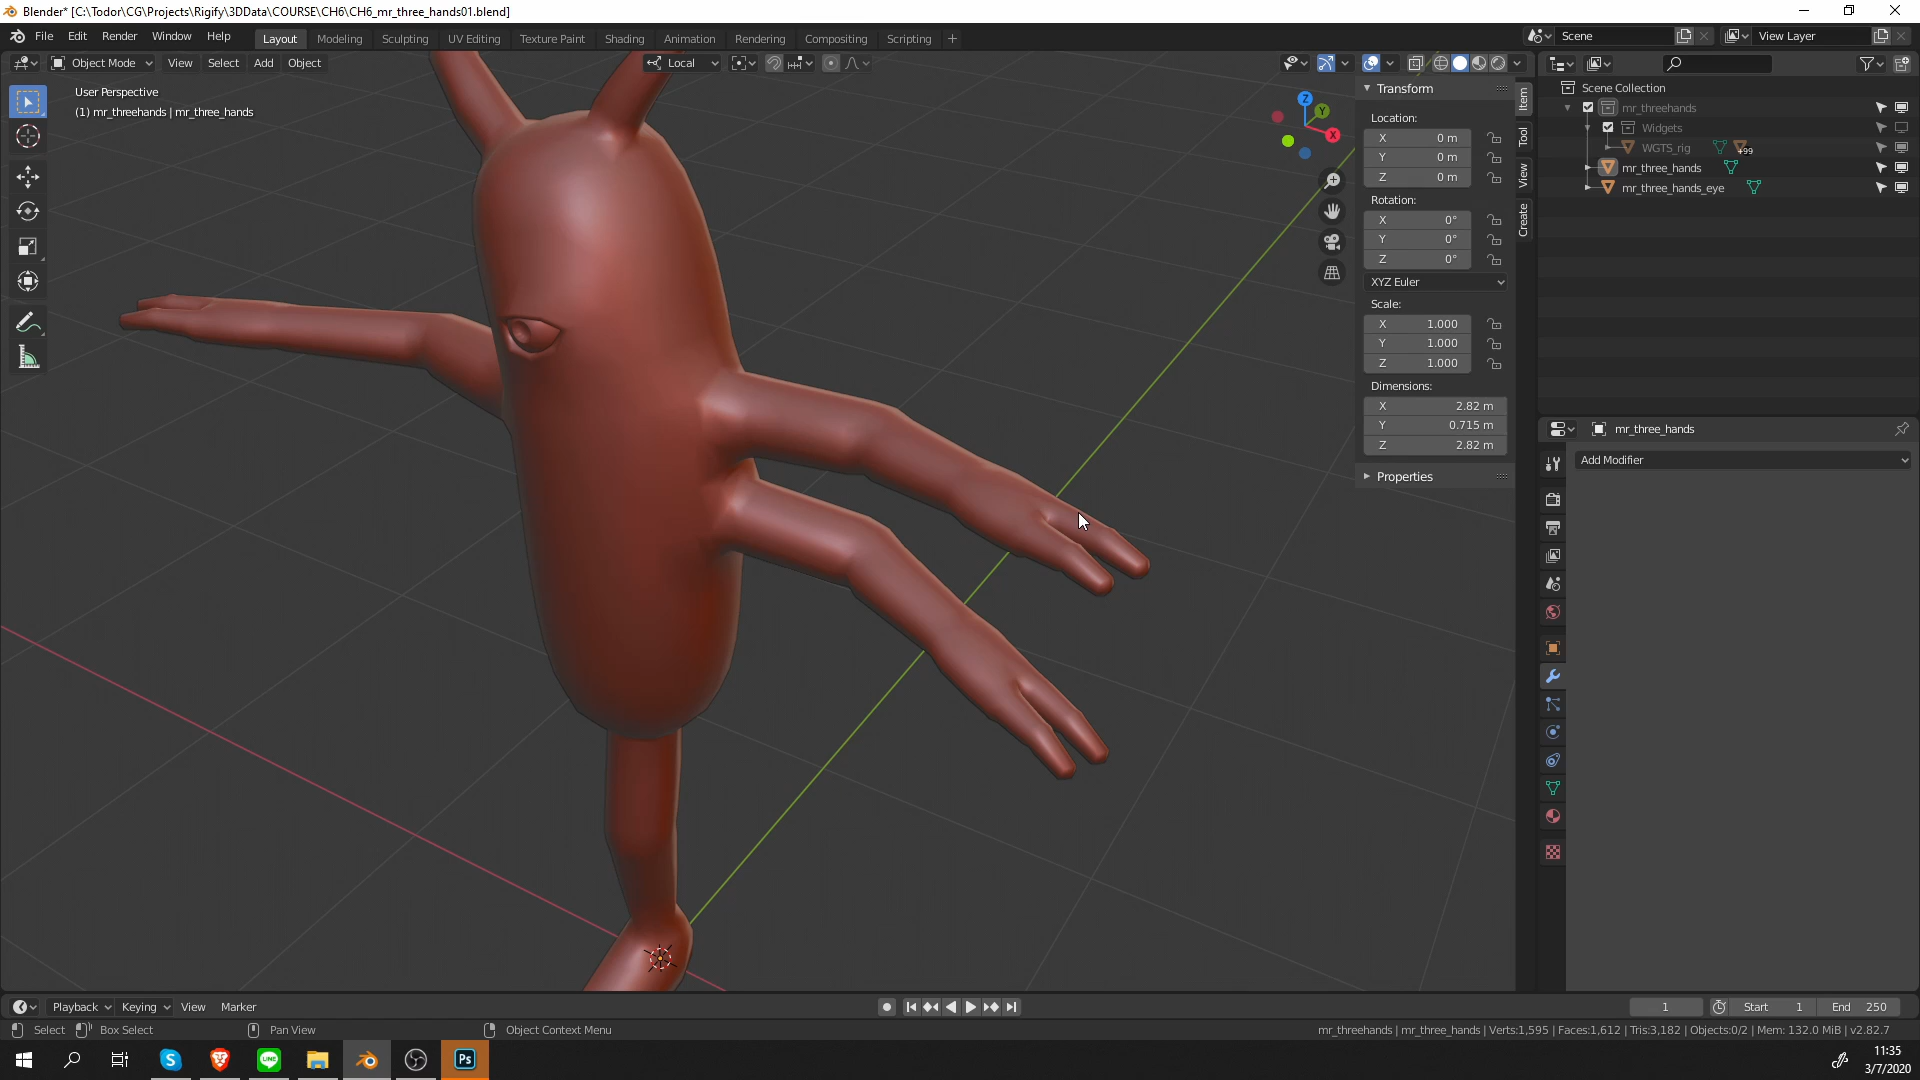 Blender* [C:\Todor\CG\Projects\Rigify\3DData\COURSE\CH6\CH6_mr_three_hands01.blend]
File Edit Render Window Help Layout Modeling Sculpting UV Editing Texture Paint Shading Animation Rendering Compositing Scripting + Scene View Layer
Object Mode View Select Add Object Local
User Perspective
(1) mr_threehands | mr_three_hands
Z
Y
X
Transform
Location:
X 0 m
Y 0 m
Z 0 m
Rotation:
X 0°
Y 0°
Z 0°
XYZ Euler
Scale:
X 1.000
Y 1.000
Z 1.000
Dimensions:
X 2.82 m
Y 0.715 m
Z 2.82 m
Properties
Item
Tool
View
Create
Scene Collection
mr_threehands
Widgets
WGTS_rig +99
mr_three_hands
mr_three_hands_eye
mr_three_hands
Add Modifier
Playback Keying View Marker 1 Start 1 End 250
Select Box Select Pan View Object Context Menu mr_threehands | mr_three_hands | Verts:1,595 | Faces:1,612 | Tris:3,182 | Objects:0/2 | Mem: 132.0 MiB | v2.82.7
S LINE Ps
11:35
3/7/2020